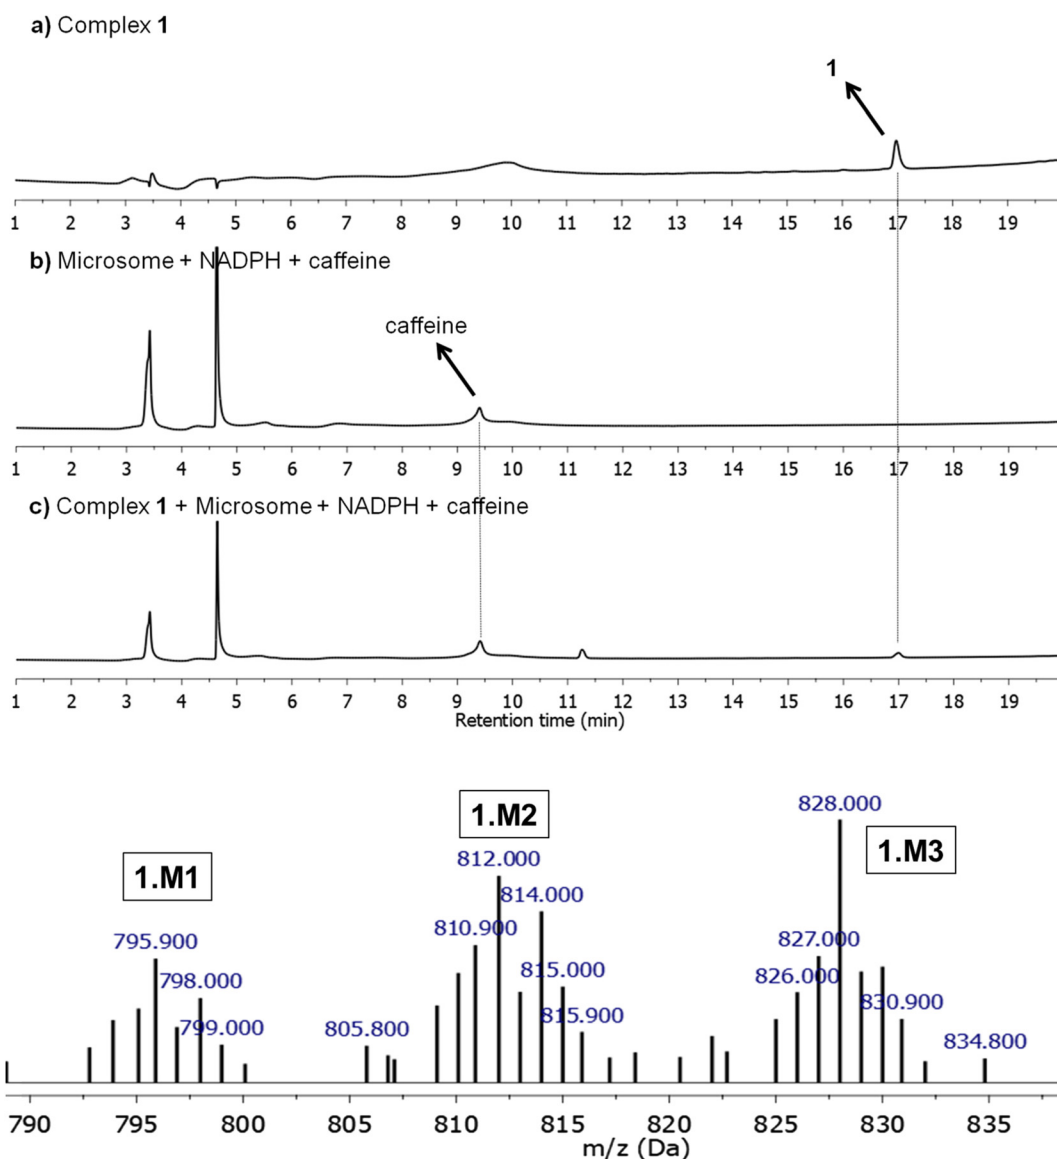 a) Complex 1
1
1 2 3 4 5 6 7 8 9 10 11 12 13 14 15 16 17 18 19
b) Microsome + NADPH + caffeine
caffeine
1 2 3 4 5 6 7 8 9 10 11 12 13 14 15 16 17 18 19
c) Complex 1 + Microsome + NADPH + caffeine
1 2 3 4 5 6 7 8 9 10 11 12 13 14 15 16 17 18 19
Retention time (min)
1.M1
1.M2
1.M3
828.000
812.000
814.000
810.900
795.900
827.000
798.000
815.000
826.000
799.000
805.800
815.900
830.900
834.800
790 795 800 805 810 815 820 825 830 835
m/z (Da)